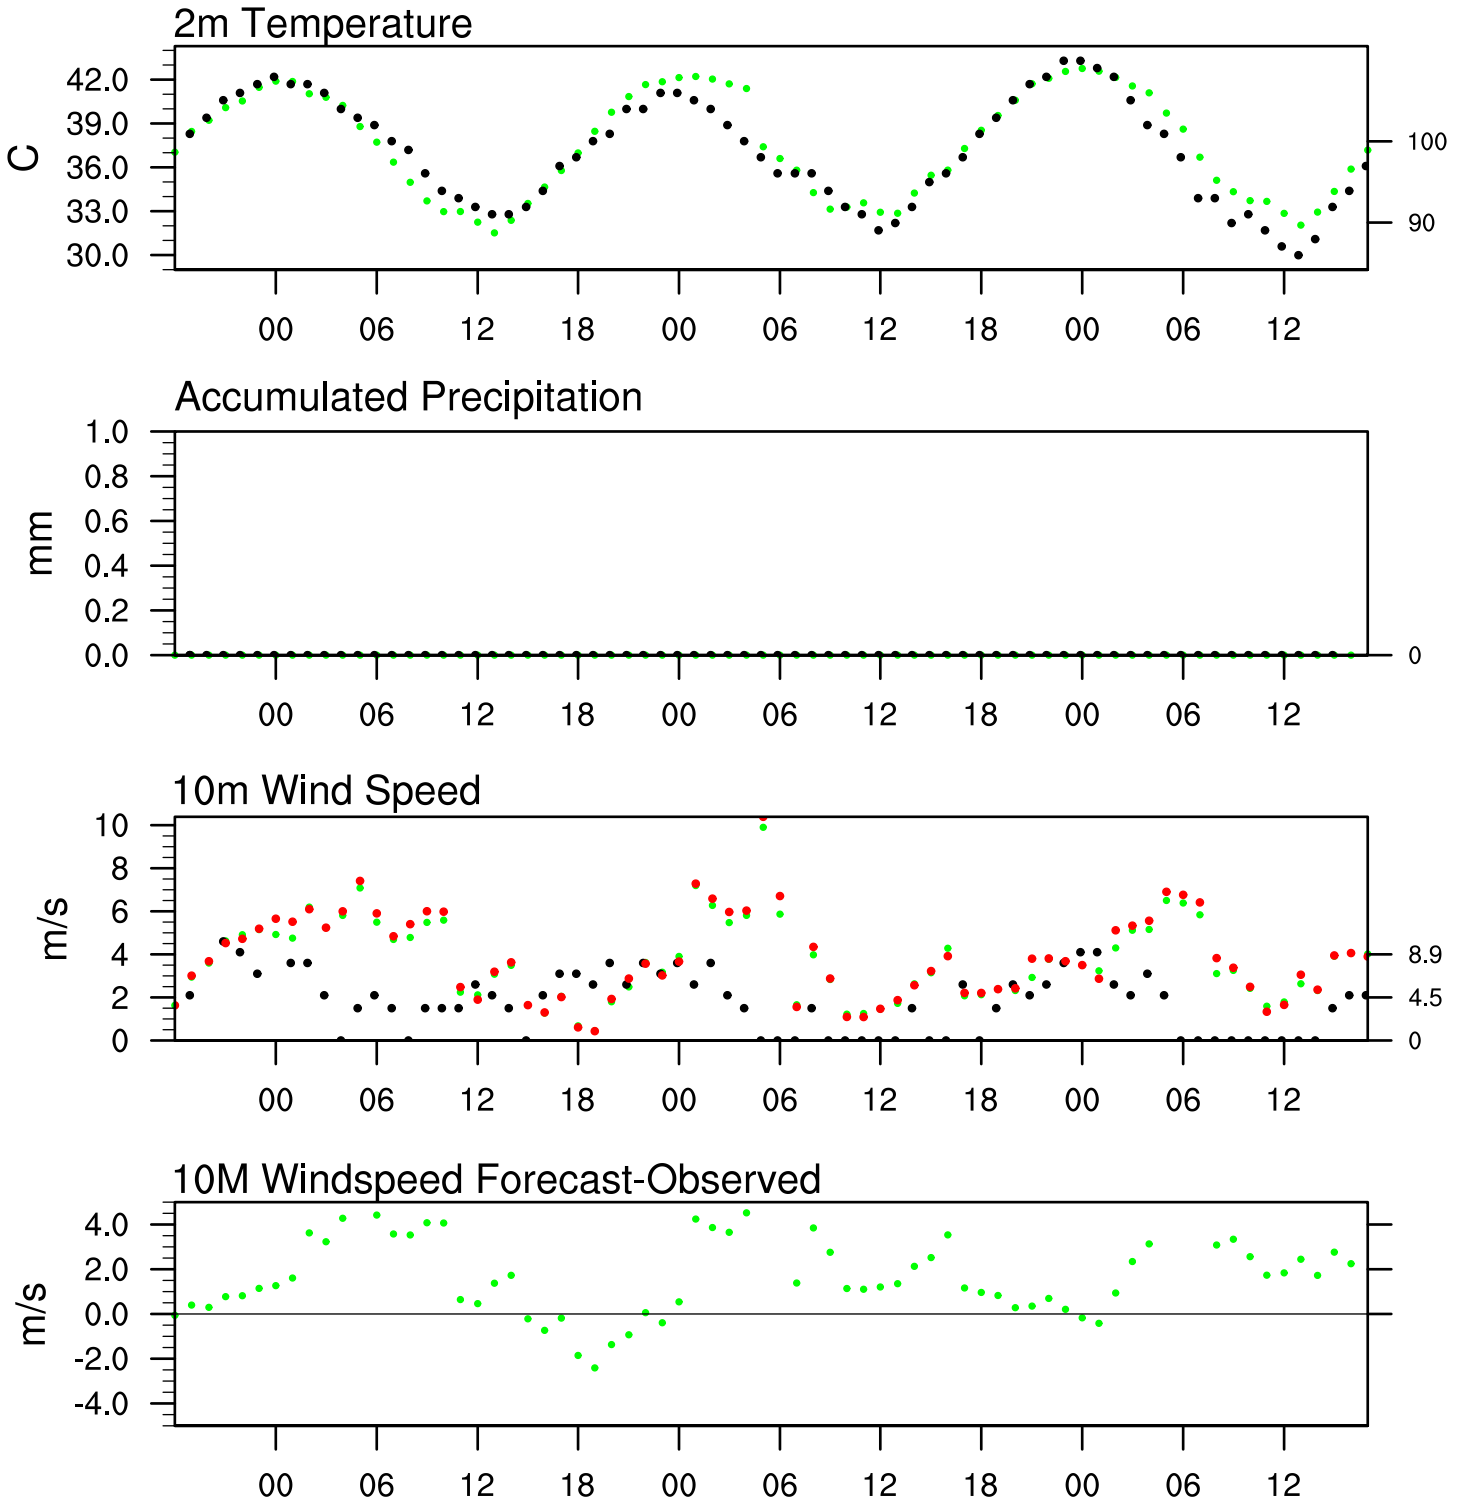 2m Temperature
42.0
39.0
36.0
33.0
30.0
C
100
90
00 06 12 18 00 06 12 18 00 06 12
Accumulated Precipitation
1.0
0.8
0.6
0.4
0.2
0.0
mm
0
00 06 12 18 00 06 12 18 00 06 12
10m Wind Speed
10
8
6
4
2
0
m/s
8.9
4.5
0
00 06 12 18 00 06 12 18 00 06 12
10M Windspeed Forecast-Observed
4.0
2.0
0.0
-2.0
-4.0
m/s
00 06 12 18 00 06 12 18 00 06 12